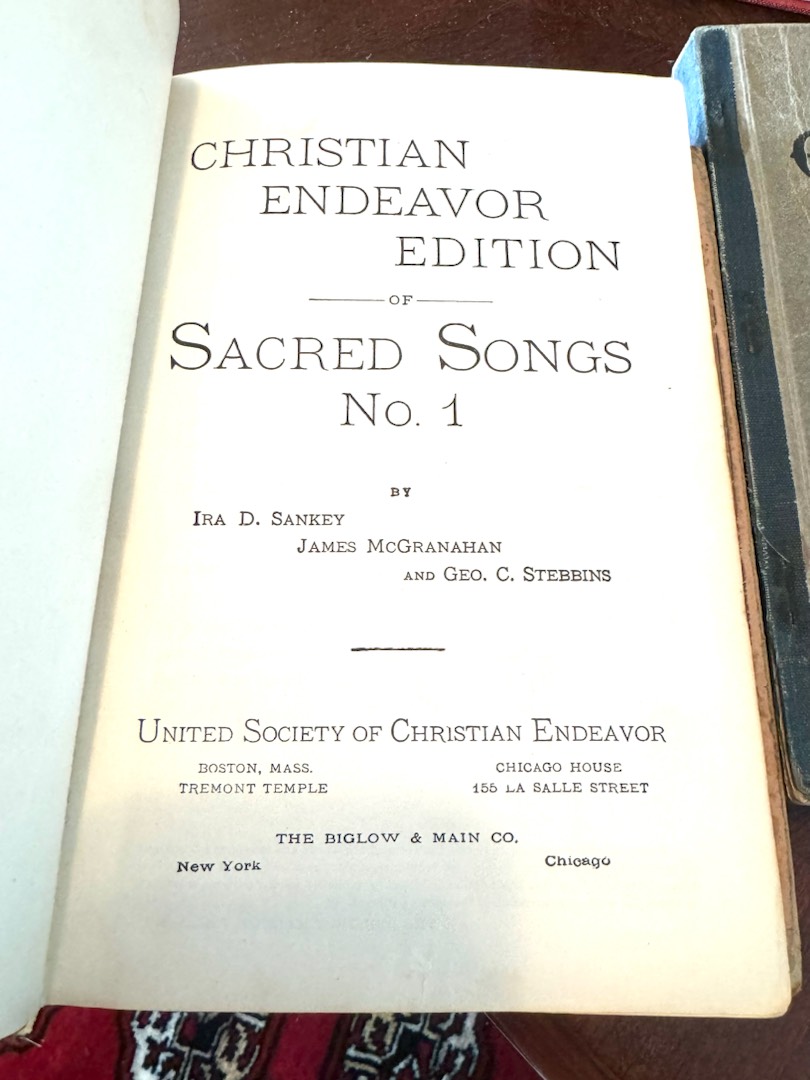 CHRISTIAN
ENDEAVOR
EDITION
OF
SACRED SONGS
No. 1
BY
IRA D. SANKEY
JAMES McGRANAHAN
AND GEO. C. STEBBINS
UNITED SOCIETY OF CHRISTIAN ENDEAVOR
BOSTON, MASS. CHICAGO HOUSE
TREMONT TEMPLE 155 LA SALLE STREET
THE BIGLOW & MAIN CO.
New York Chicago